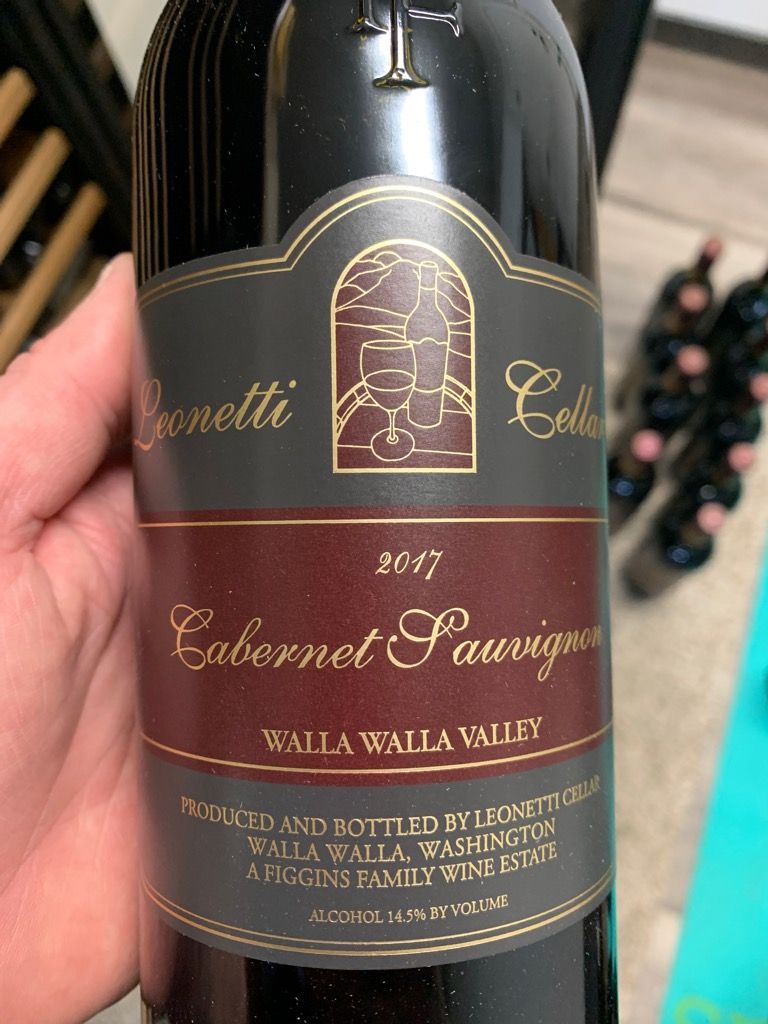 Leonetti Cellar
2017
Cabernet Sauvignon
WALLA WALLA VALLEY
PRODUCED AND BOTTLED BY LEONETTI CELLAR
WALLA WALLA, WASHINGTON
A FIGGINS FAMILY WINE ESTATE
ALCOHOL 14.5% BY VOLUME